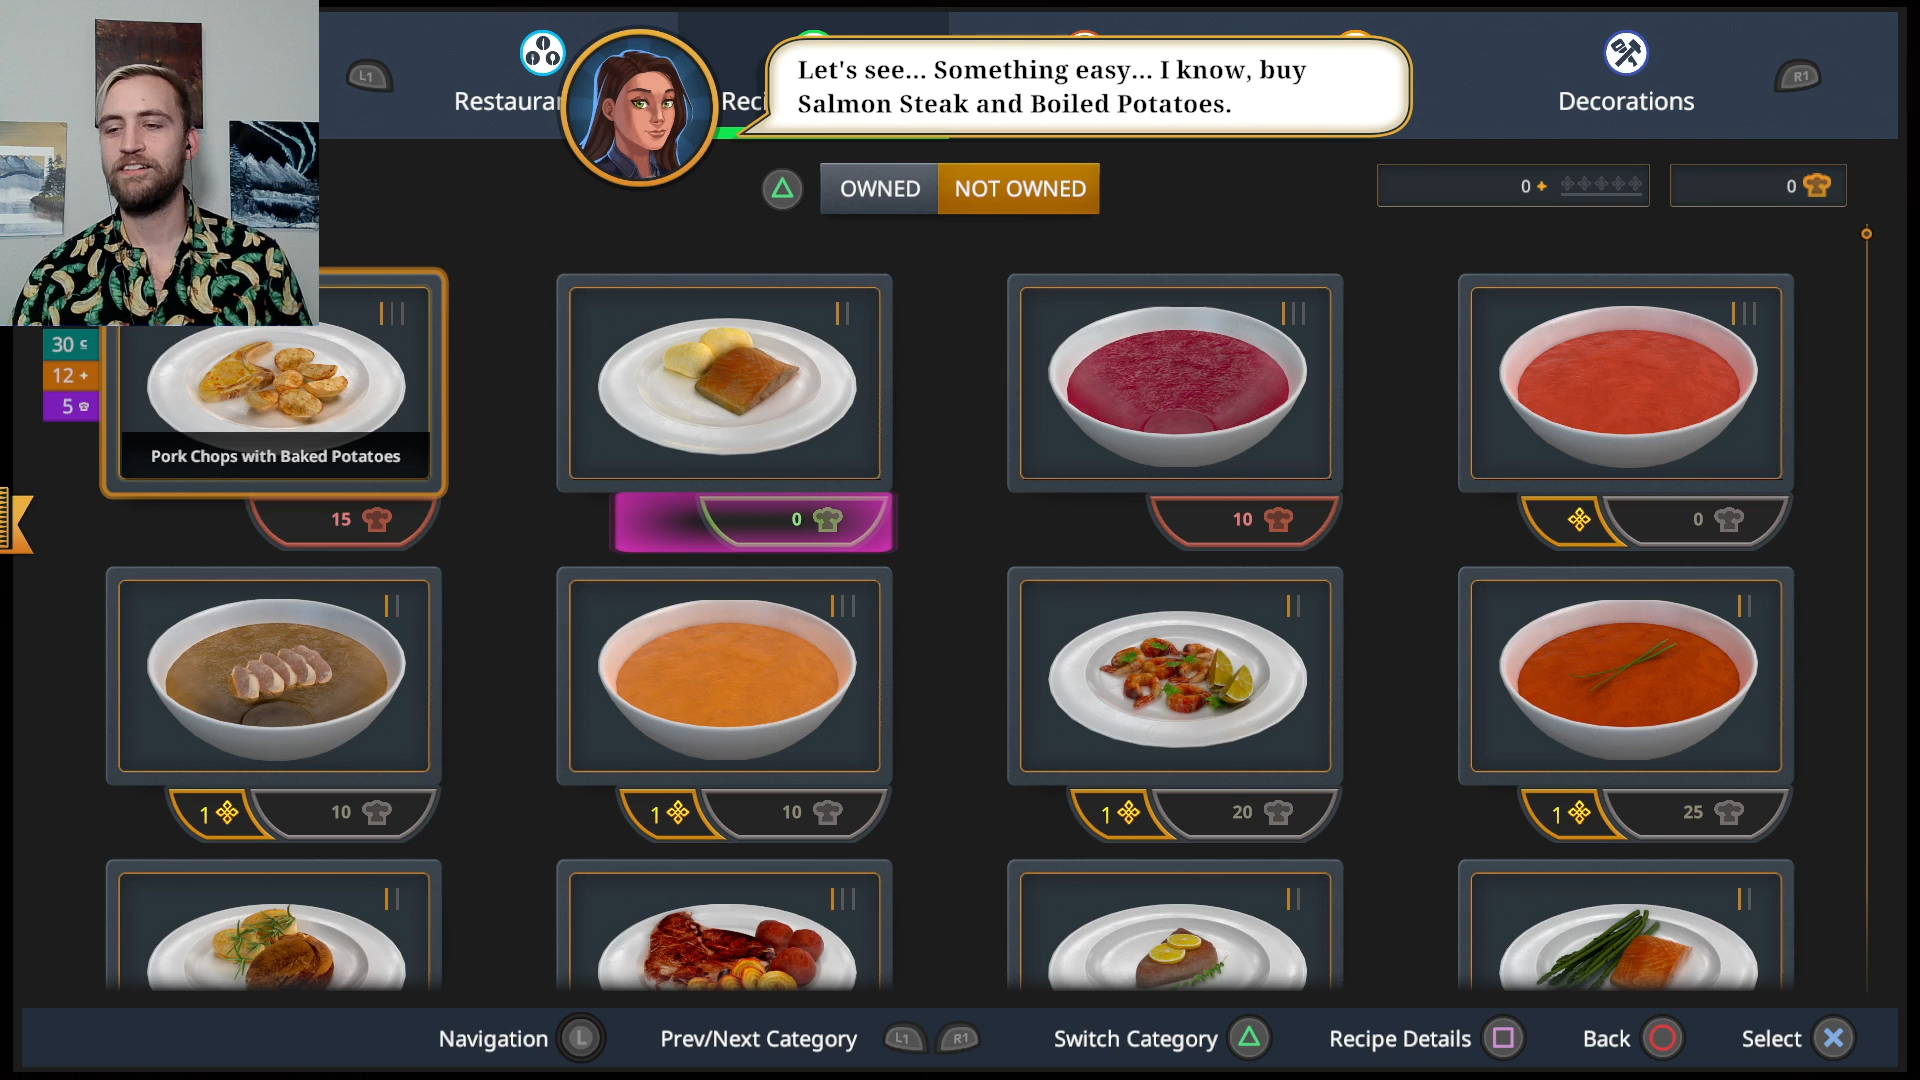 Let's see... Something easy... I know, buy
Salmon Steak and Boiled Potatoes.
L1
Decorations
R1
OWNED
NOT OWNED
0
0
30
12 +
5
Pork Chops with Baked Potatoes
15
0
10
0
1
10
1
10
1
20
1
25
Navigation L
Prev/Next Category L1 R1
Switch Category
Recipe Details
Back
Select